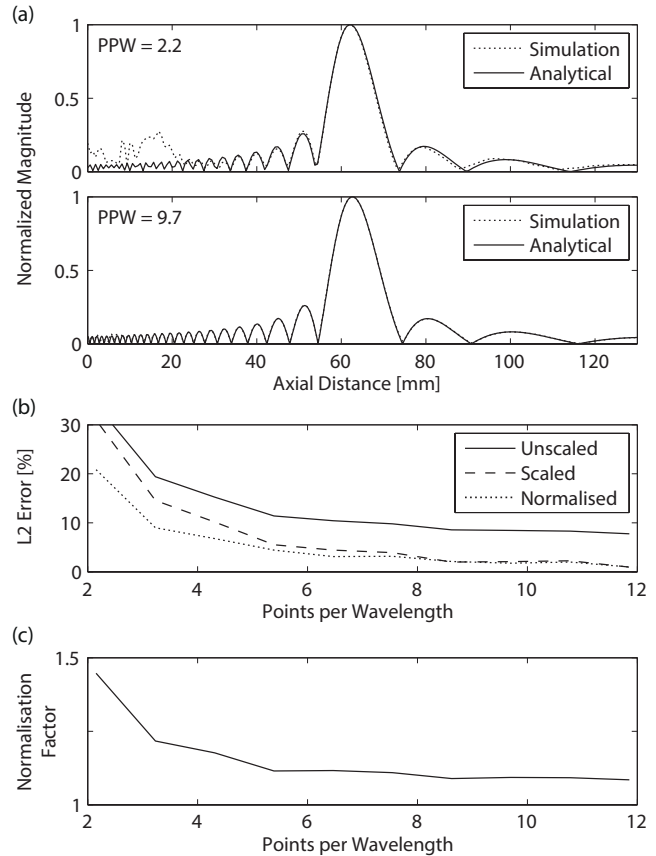 (a)
PPW = 2.2
Simulation
Analytical
1
0.5
0
PPW = 9.7
Simulation
Analytical
1
0.5
0
Normalized Magnitude
0 20 40 60 80 100 120
Axial Distance [mm]
(b)
L2 Error [%]
30
20
10
0
Unscaled
Scaled
Normalised
2 4 6 8 10 12
Points per Wavelength
(c)
Normalisation
Factor
1.5
1
2 4 6 8 10 12
Points per Wavelength